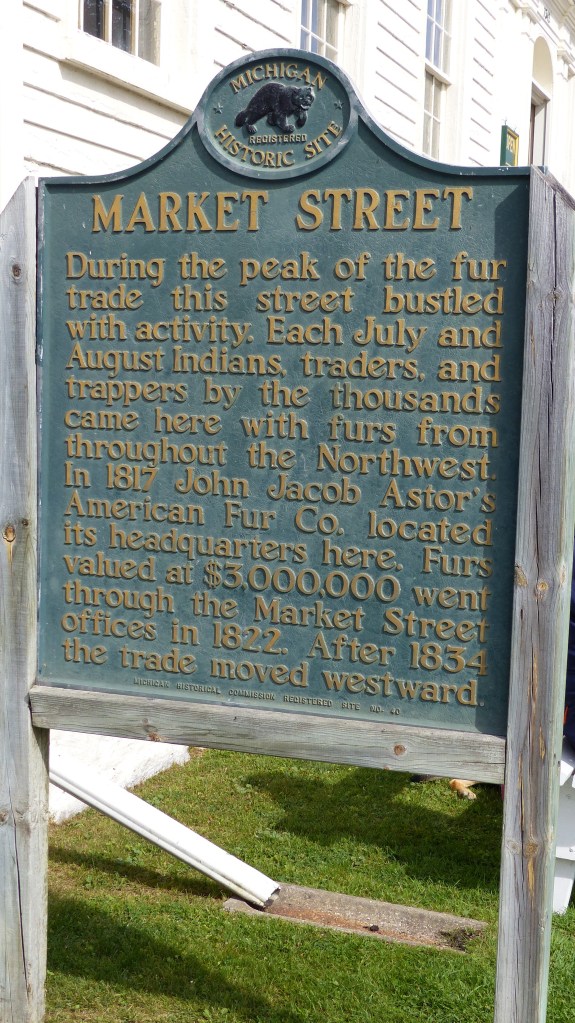 MICHIGAN
REGISTERED
HISTORIC SITE
OPEN
MARKET STREET
During the peak of the fur
trade this street bustled
with activity. Each July and
August Indians, traders, and
trappers by the thousands
came here with furs from
throughout the Northwest.
In 1817 John Jacob Astor's
American Fur Co. located
its headquarters here. Furs
valued at $3,000,000 went
through the Market Street
offices in 1822. After 1834
the trade moved westward.
MICHIGAN HISTORICAL COMMISSION REGISTERED SITE NO. 40